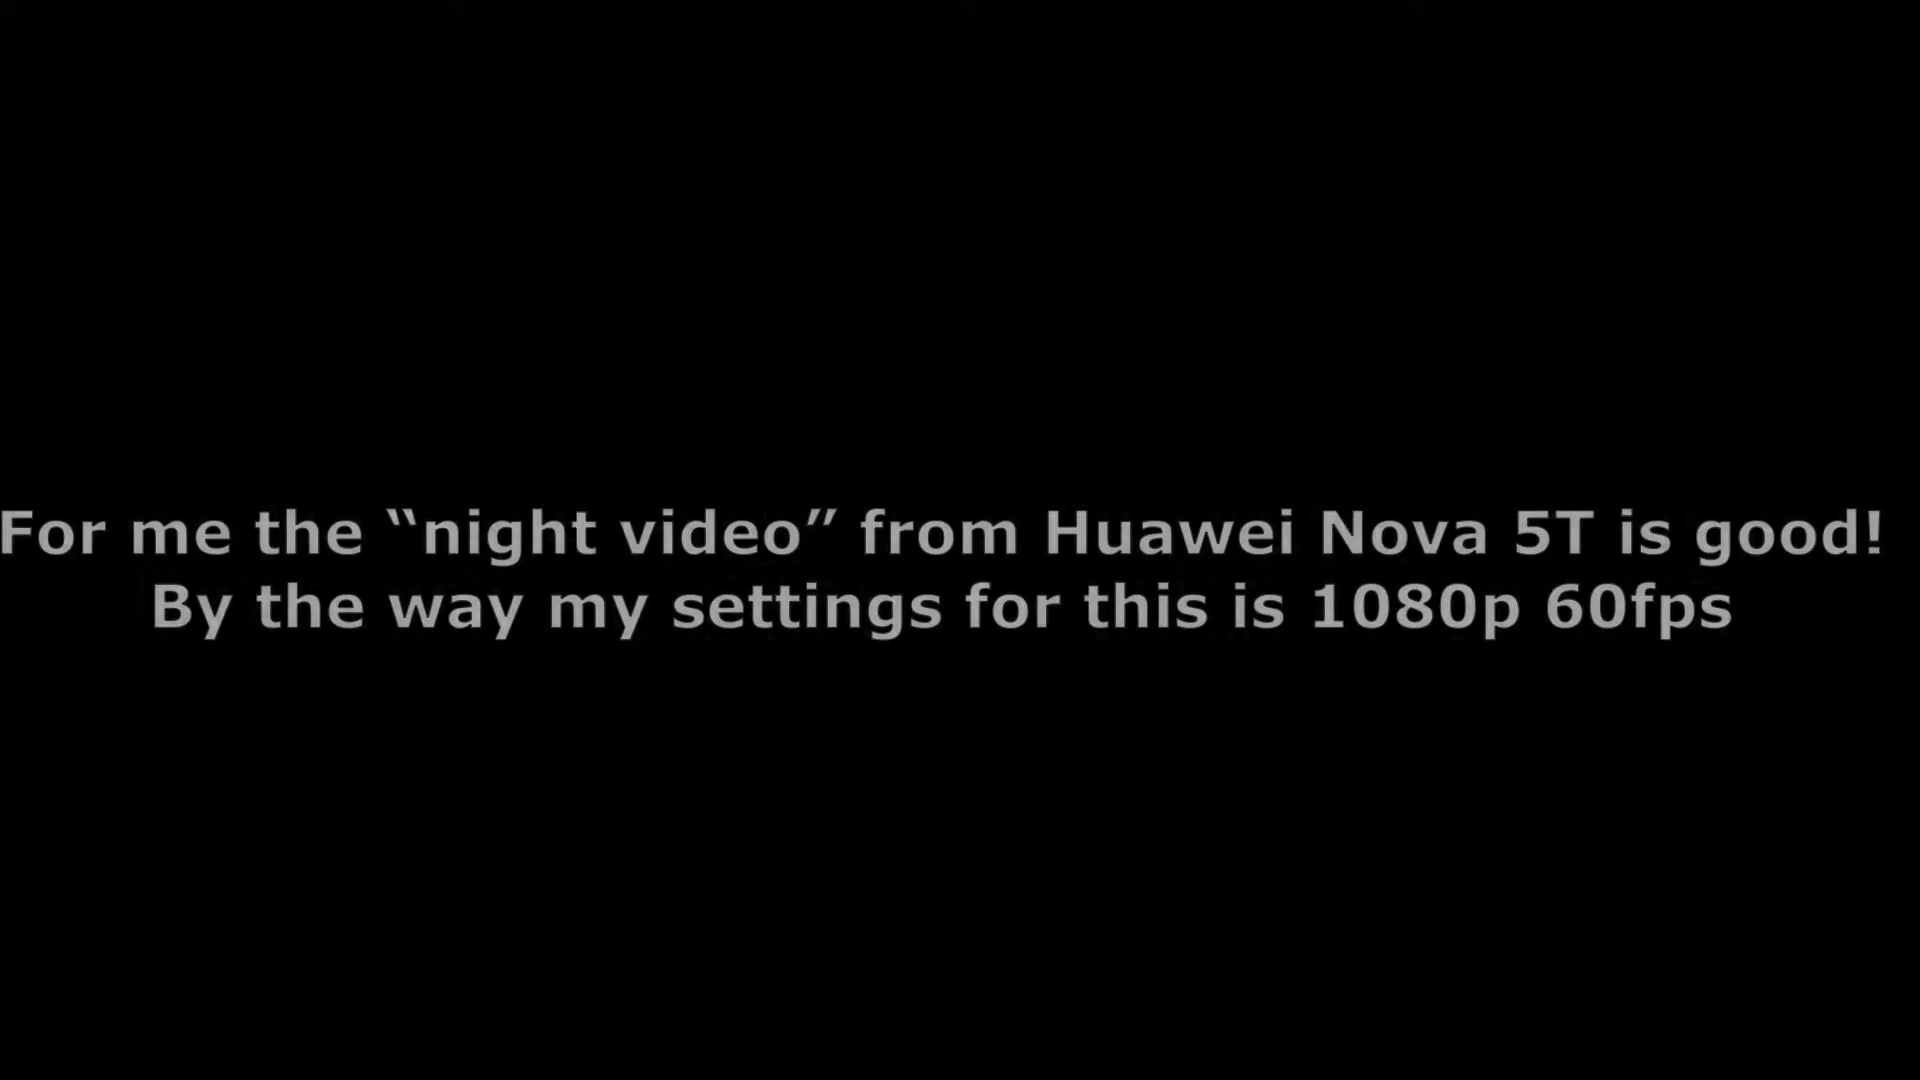 For me the “night video” from Huawei Nova 5T is good!
By the way my settings for this is 1080p 60fps